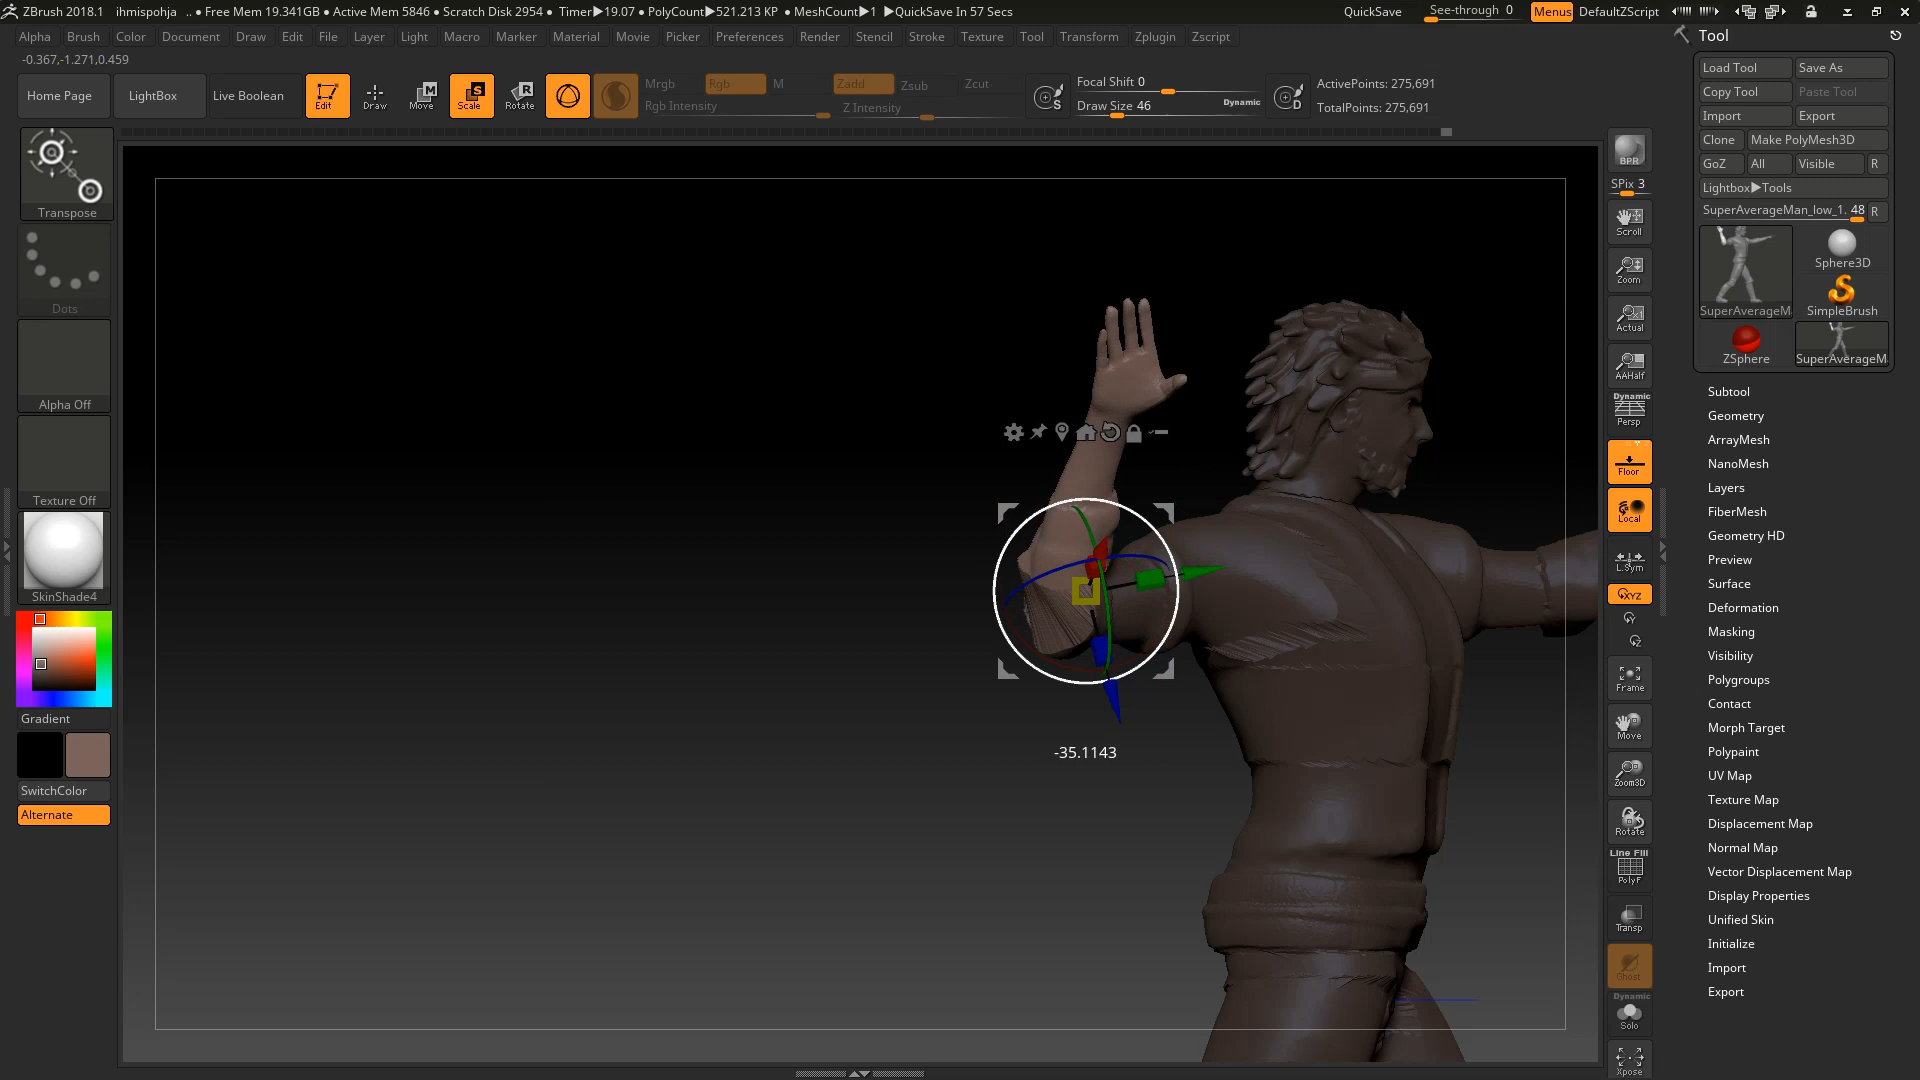 ZBrush 2018.1 ihmispohja .. • Free Mem 19.341GB • Active Mem 5846 • Scratch Disk 2954 • Timer▶19.07 • PolyCount▶521.213 KP • MeshCount▶1 ▶QuickSave In 57 Secs QuickSave See-through 0 Menus DefaultZScript
Alpha Brush Color Document Draw Edit File Layer Light Macro Marker Material Movie Picker Preferences Render Stencil Stroke Texture Tool Transform Zplugin Zscript
-0.367,-1.271,0.459
Home Page LightBox Live Boolean Edit Draw Move Scale Rotate
M S R
Mrgb Rgb M Zadd Zsub Zcut
Rgb Intensity Z Intensity
S Focal Shift 0
Draw Size 46 Dynamic
D ActivePoints: 275,691
TotalPoints: 275,691
Transpose
Dots
Alpha Off
Texture Off
SkinShade4
Gradient
SwitchColor
Alternate
-35.1143
BPR
SPix 3
Scroll
Zoom
Actual
AAHalf
Dynamic
Persp
Floor
Local
L.Sym
XYZ
Y
Z
Frame
Move
Zoom3D
Rotate
Line Fill
PolyF
Transp
Ghost
Dynamic
Solo
Xpose
Tool
Load Tool Save As
Copy Tool Paste Tool
Import Export
Clone Make PolyMesh3D
GoZ All Visible R
Lightbox▶Tools
SuperAverageMan_low_1. 48 R
SuperAverageM Sphere3D
SimpleBrush
ZSphere SuperAverageM
Subtool
Geometry
ArrayMesh
NanoMesh
Layers
FiberMesh
Geometry HD
Preview
Surface
Deformation
Masking
Visibility
Polygroups
Contact
Morph Target
Polypaint
UV Map
Texture Map
Displacement Map
Normal Map
Vector Displacement Map
Display Properties
Unified Skin
Initialize
Import
Export